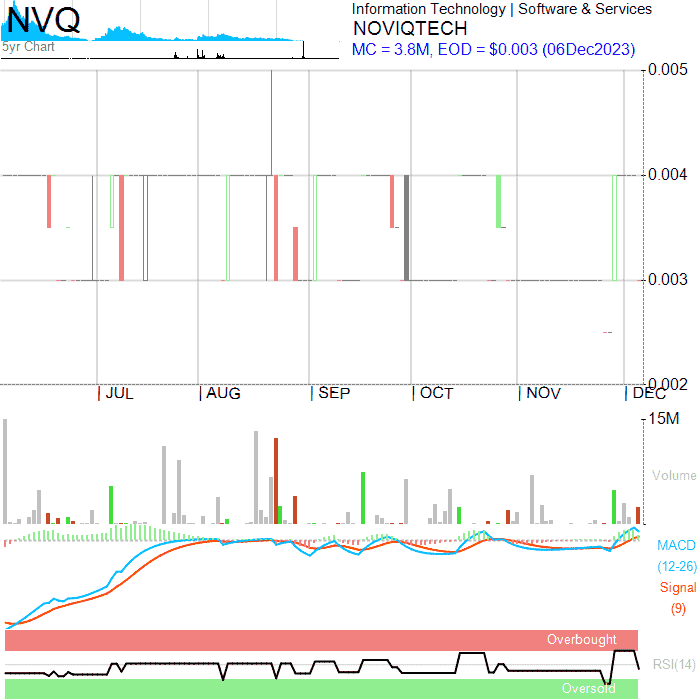 NVQ
5yr Chart
Information Technology | Software & Services
NOVIQTECH
MC = 3.8M, EOD = $0.003 (06Dec2023)
0.005
0.004
0.003
0.002
| JUL | AUG | SEP | OCT | NOV | DEC
15M
Volume
MACD
(12-26)
Signal
(9)
Overbought
RSI(14)
Oversold